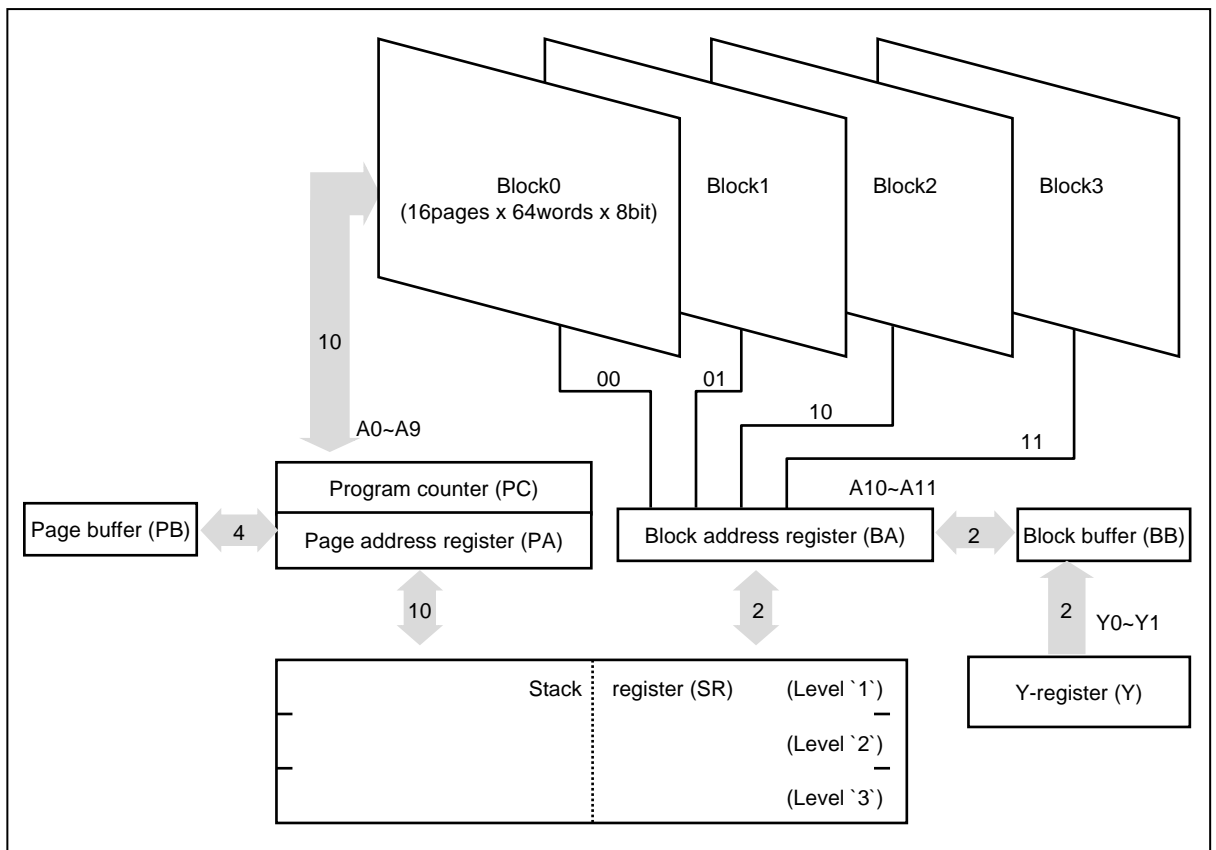 Block0
(16pages x 64words x 8bit)
Block1
Block2
Block3
10
00
01
10
11
A0~A9
A10~A11
Program counter (PC)
Page buffer (PB)
4
Page address register (PA)
Block address register (BA)
2
Block buffer (BB)
10
2
2
Y0~Y1
Stack register (SR) (Level `1`)
Y-register (Y)
(Level `2`)
(Level `3`)